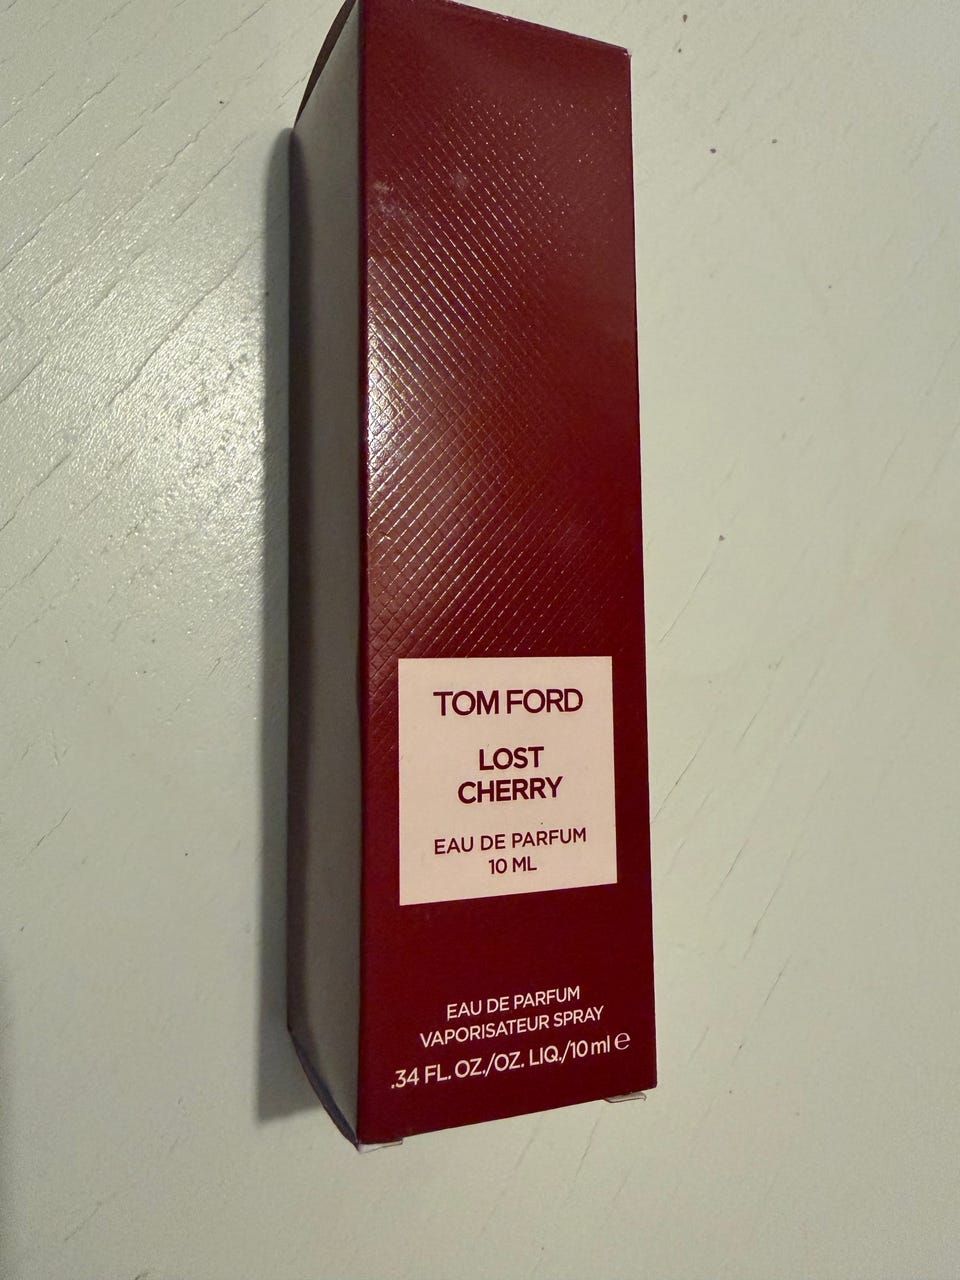 TOM FORD
LOST
CHERRY
EAU DE PARFUM
10 ML
EAU DE PARFUM
VAPORISATEUR SPRAY
.34 FL. OZ./OZ. LIQ./10 ml ℮